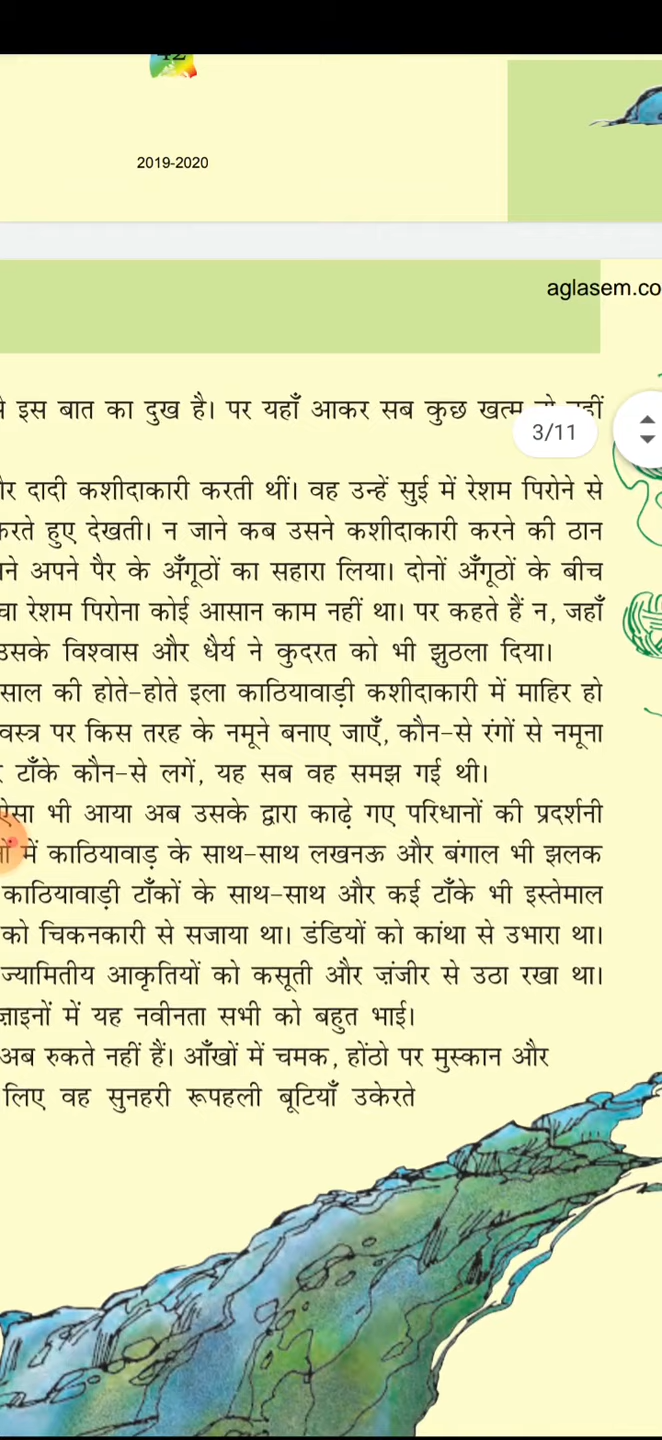 2019-2020
aglasem.co
इस बात का दुख है। पर यहाँ आकर सब कुछ खत्म
3/11
दादी कशीदाकारी करती थीं। वह उन्हें सुई में रेशम पिरोने से
करते हुए देखती। न जाने कब उसने कशीदाकारी करने की ठान
अपने पैर के अँगूठों का सहारा लिया। दोनों अँगूठों के बीच
रेशम पिरोना कोई आसान काम नहीं था। पर कहते हैं न, जहाँ
उसके विश्वास और धैर्य ने कुदरत को भी झुठला दिया।
साल की होते-होते इला काठियावाड़ी कशीदाकारी में माहिर हो
वस्त्र पर किस तरह के नमूने बनाए जाएँ, कौन-से रंगों से नमूना
टाँके कौन-से लगें, यह सब वह समझ गई थी।
ऐसा भी आया अब उसके द्वारा काढ़े गए परिधानों की प्रदर्शनी
में काठियावाड़ के साथ-साथ लखनऊ और बंगाल भी झलक
काठियावाड़ी टाँकों के साथ-साथ और कई टाँके भी इस्तेमाल
को चिकनकारी से सजाया था। डंडियों को कांथा से उभारा था।
ज्यामितीय आकृतियों को कसूती और ज़ंजीर से उठा रखा था।
में यह नवीनता सभी को बहुत भाई।
अब रुकते नहीं हैं। आँखों में चमक, होंठो पर मुस्कान और
लिए वह सुनहरी रूपहली बूटियाँ उकेरते